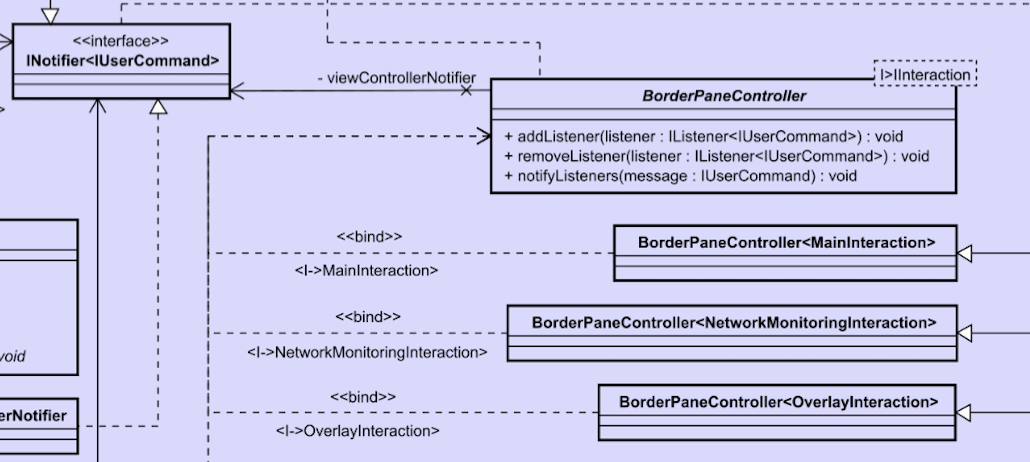 <<interface>>
INotifier<IUserCommand>
- viewControllerNotifier
I>IInteraction
BorderPaneController
+ addListener(listener : IListener<IUserCommand>) : void
+ removeListener(listener : IListener<IUserCommand>) : void
+ notifyListeners(message : IUserCommand) : void
<<bind>>
<I->MainInteraction>
BorderPaneController<MainInteraction>
<<bind>>
<I->NetworkMonitoringInteraction>
BorderPaneController<NetworkMonitoringInteraction>
void
<<bind>>
<I->OverlayInteraction>
BorderPaneController<OverlayInteraction>
erNotifier